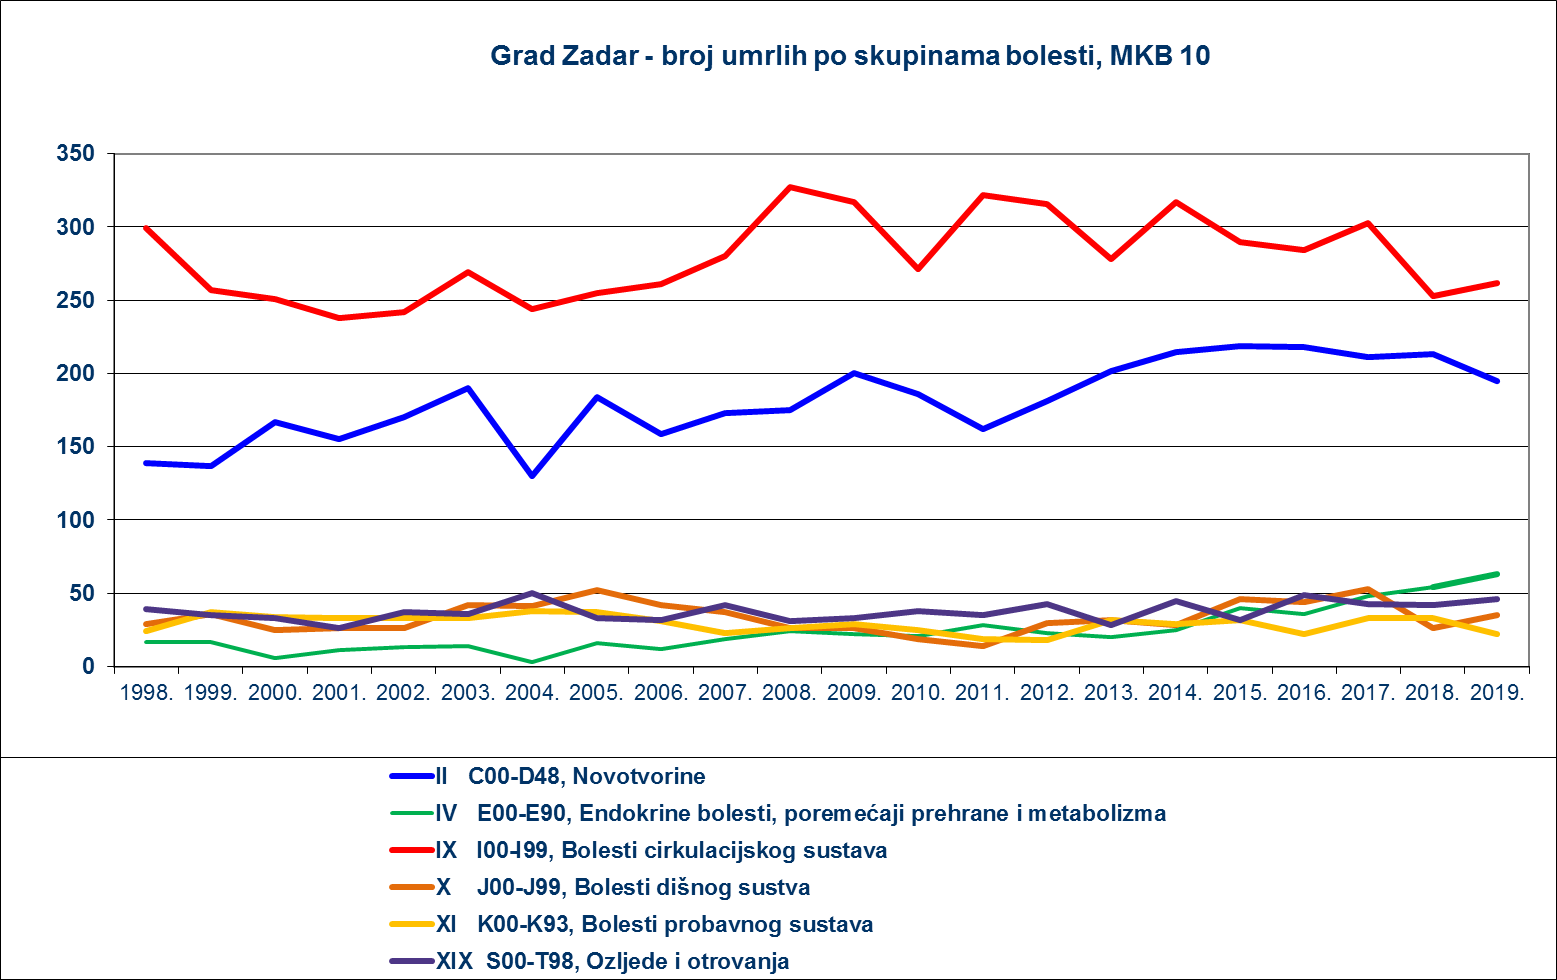 Grad Zadar - broj umrlih po skupinama bolesti, MKB 10
350
300
250
200
150
100
50
0
1998. 1999. 2000. 2001. 2002. 2003. 2004. 2005. 2006. 2007. 2008. 2009. 2010. 2011. 2012. 2013. 2014. 2015. 2016. 2017. 2018. 2019.
II C00-D48, Novotvorine
IV E00-E90, Endokrine bolesti, poremećaji prehrane i metabolizma
IX I00-I99, Bolesti cirkulacijskog sustava
X J00-J99, Bolesti dišnog sustva
XI K00-K93, Bolesti probavnog sustava
XIX S00-T98, Ozljede i otrovanja